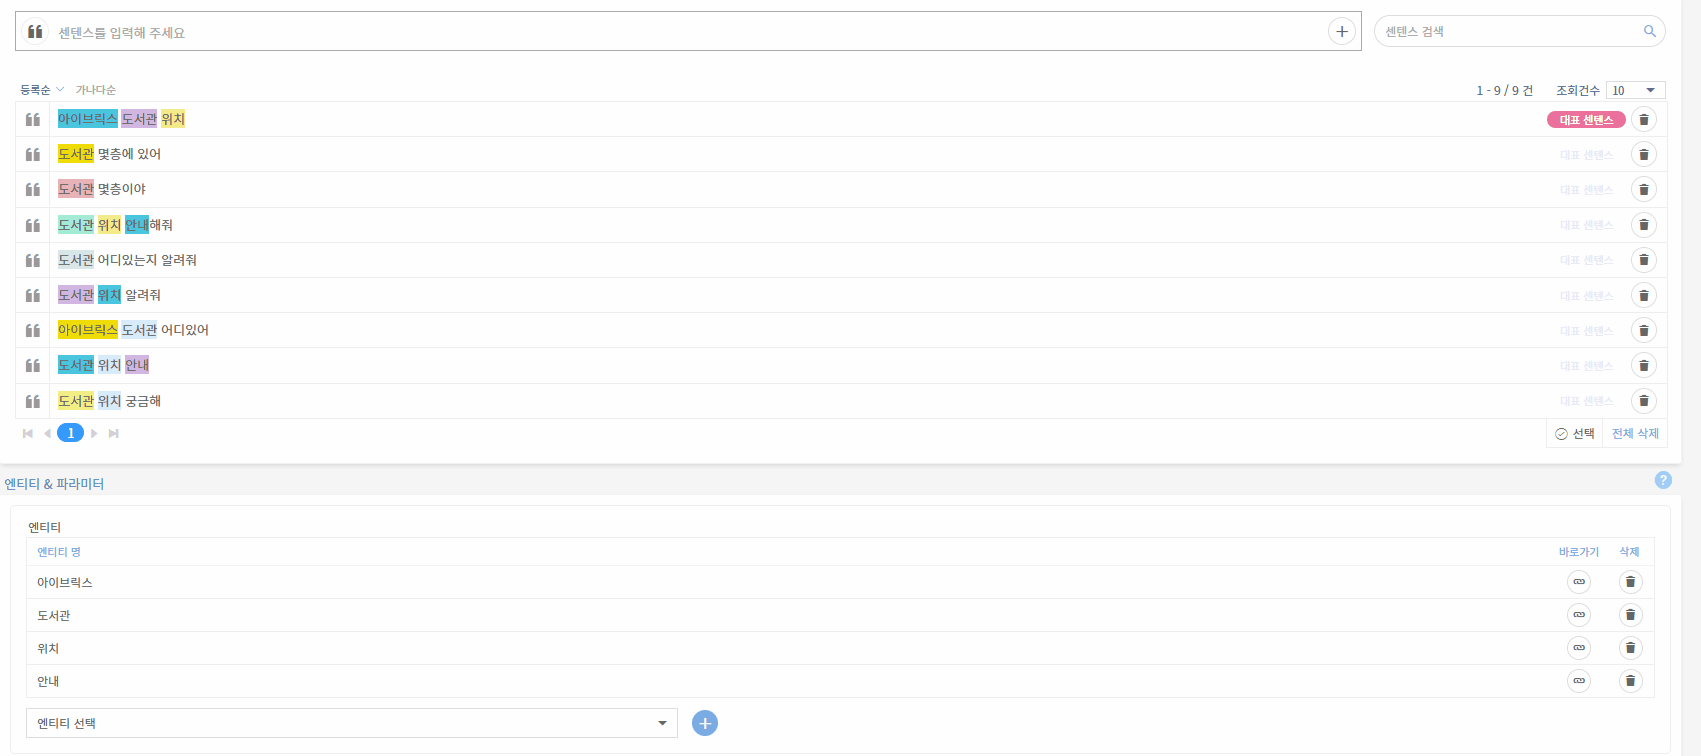 센텐스를 입력해 주세요
센텐스 검색
등록순 가나다순 1 - 9 / 9 건 조회건수 10
아이브릭스 도서관 위치 대표 센텐스
도서관 몇층에 있어 대표 센텐스
도서관 몇층이야 대표 센텐스
도서관 위치 안내해줘 대표 센텐스
도서관 어디있는지 알려줘 대표 센텐스
도서관 위치 알려줘 대표 센텐스
아이브릭스 도서관 어디있어 대표 센텐스
도서관 위치 안내 대표 센텐스
도서관 위치 궁금해 대표 센텐스
1 선택 전체 삭제
엔티티 & 파라미터 ?
엔티티
엔티티 명 바로가기 삭제
아이브릭스
도서관
위치
안내
엔티티 선택